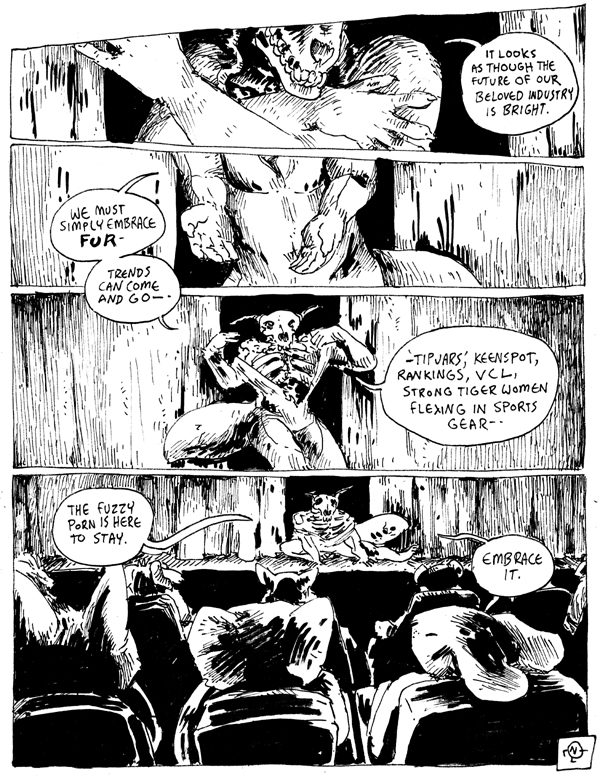 IT LOOKS
AS THOUGH THE
FUTURE OF OUR
BELOVED INDUSTRY
IS BRIGHT.
WE MUST
SIMPLY EMBRACE
FUR-
TRENDS
CAN COME
AND GO--
-TIPJARS, KEENSPOT,
RANKINGS, VCL,
STRONG TIGER WOMEN
FLEXING IN SPORTS
GEAR--
THE FUZZY
PORN IS HERE
TO STAY.
EMBRACE
IT.